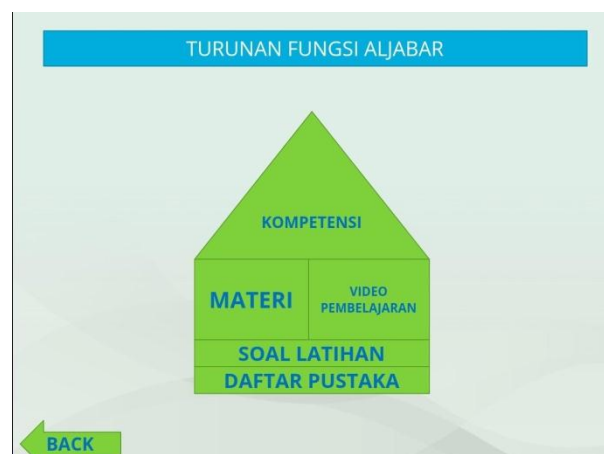 TURUNAN FUNGSI ALJABAR
KOMPETENSI
MATERI
VIDEO
PEMBELAJARAN
SOAL LATIHAN
DAFTAR PUSTAKA
BACK